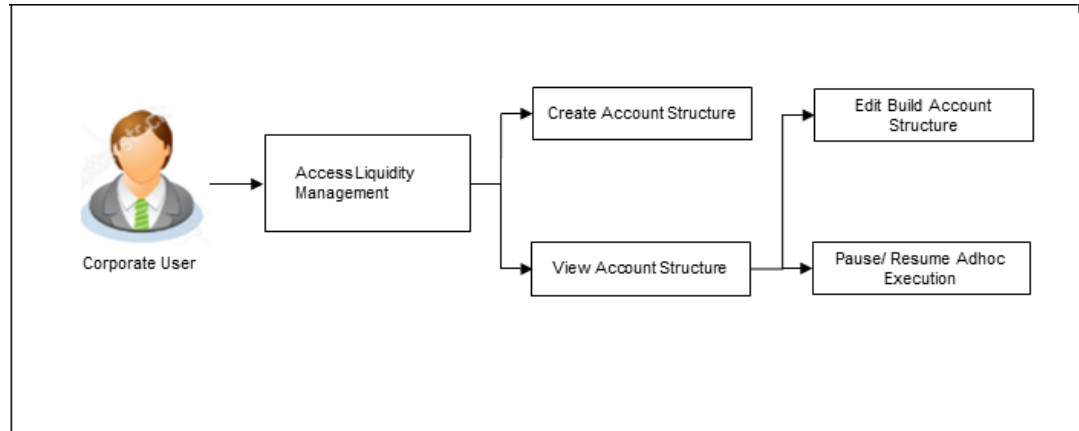 Create Account Structure
Edit Build Account
Structure
Access Liquidity
Management
Corporate User
View Account Structure
Pause/ Resume Adhoc
Execution